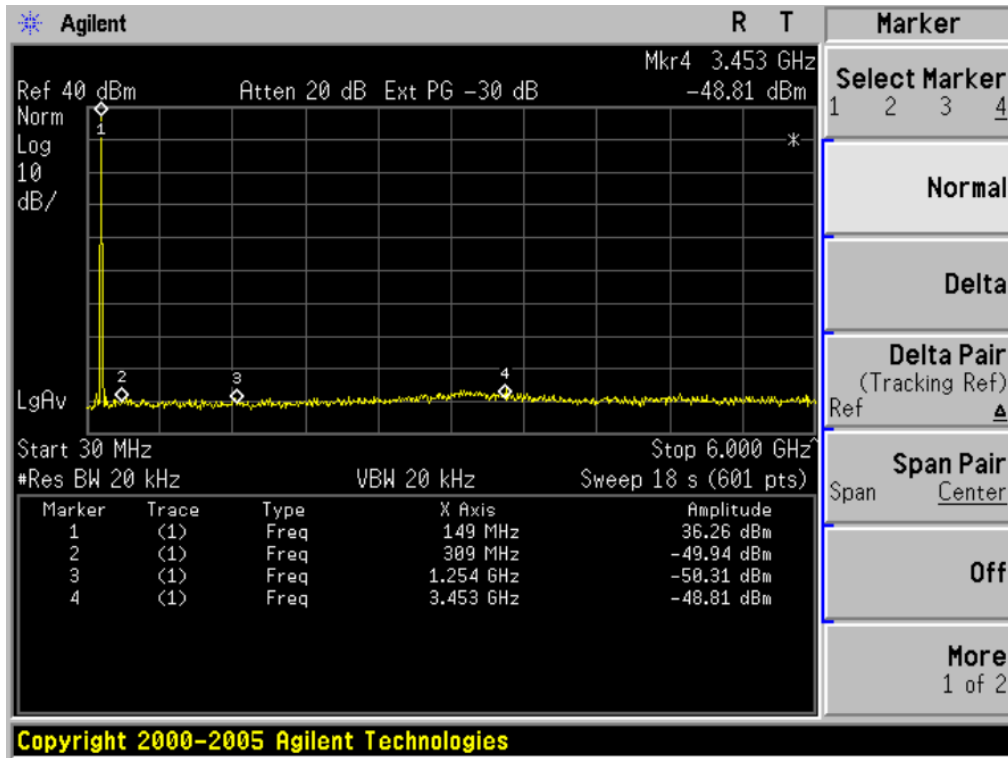 Agilent R T Marker
Mkr4 3.453 GHz
Ref 40 dBm Atten 20 dB Ext PG -30 dB -48.81 dBm
Norm
Log
10
dB/
1
2
3
4
LgAv
Start 30 MHz Stop 6.000 GHz^
#Res BW 20 kHz VBW 20 kHz Sweep 18 s (601 pts)
Marker Trace Type X Axis Amplitude
1 (1) Freq 149 MHz 36.26 dBm
2 (1) Freq 309 MHz -49.94 dBm
3 (1) Freq 1.254 GHz -50.31 dBm
4 (1) Freq 3.453 GHz -48.81 dBm
Select Marker
1 2 3 4
Normal
Delta
Delta Pair
(Tracking Ref)
Ref Δ
Span Pair
Span Center
Off
More
1 of 2
Copyright 2000-2005 Agilent Technologies